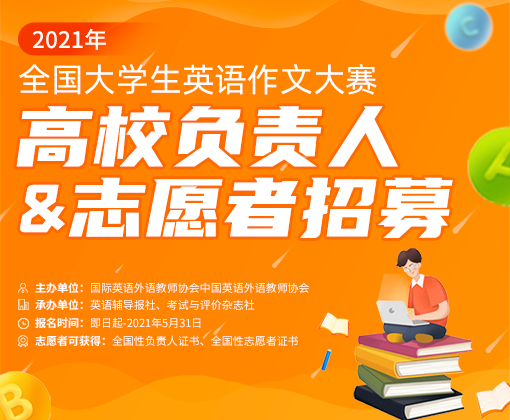 2021年
全国大学生英语作文大赛
高校负责人
&志愿者招募
主办单位：国际英语外语教师协会中国英语外语教师协会
承办单位：英语辅导报社、考试与评价杂志社
报名时间：即日起-2021年5月31日
志愿者可获得：全国性负责人证书、全国性志愿者证书
C
A
B